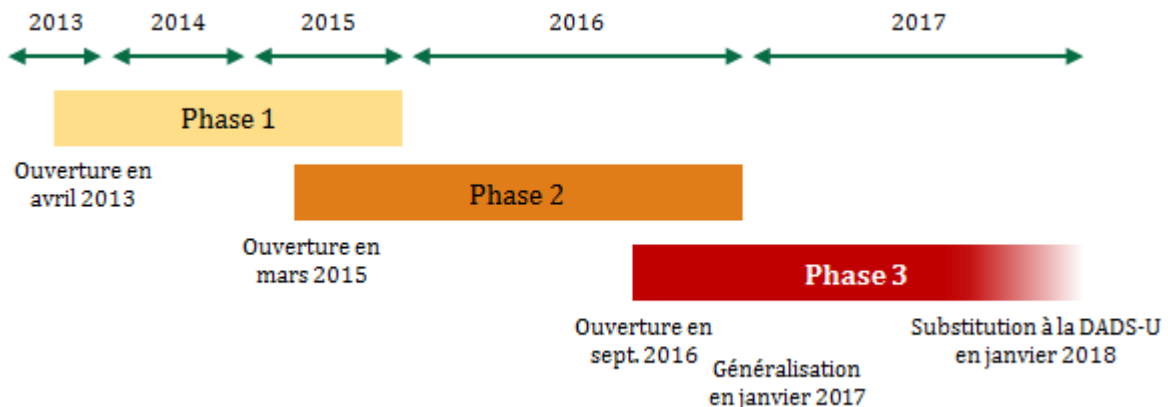 2013
2014
2015
2016
2017
Phase 1
Ouverture en
avril 2013
Phase 2
Ouverture en
mars 2015
Phase 3
Ouverture en
sept. 2016
Généralisation
en janvier 2017
Substitution à la DADS-U
en janvier 2018